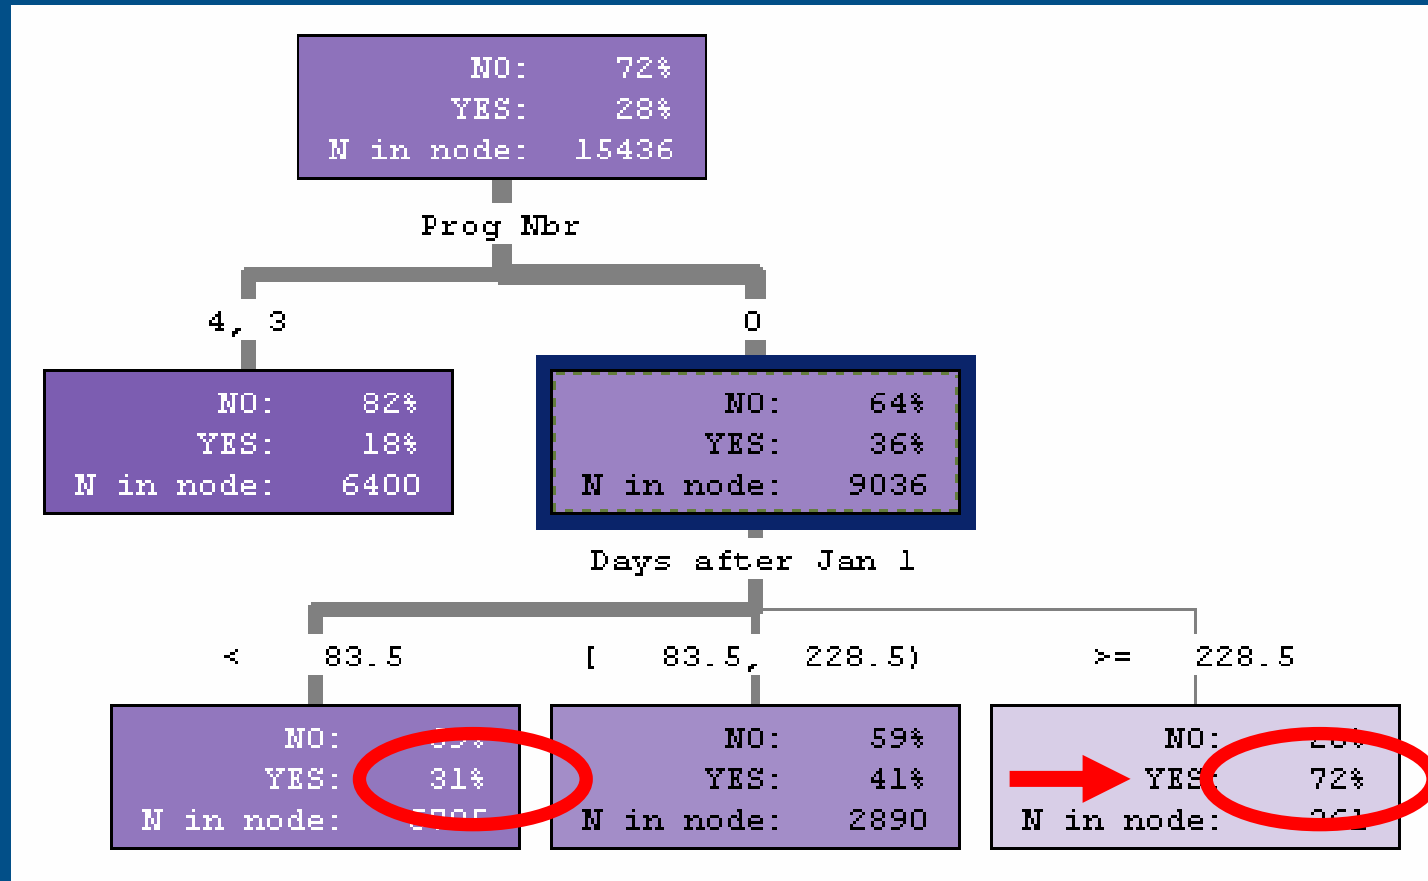 NO: 72%
YES: 28%
N in node: 15436
Prog Nbr
4, 3
0
NO: 82%
YES: 18%
N in node: 6400
NO: 64%
YES: 36%
N in node: 9036
Days after Jan 1
< 83.5
[ 83.5, 228.5)
>= 228.5
NO:
YES: 31%
N in node:
NO: 59%
YES: 41%
N in node: 2890
NO:
YES: 72%
N in node: